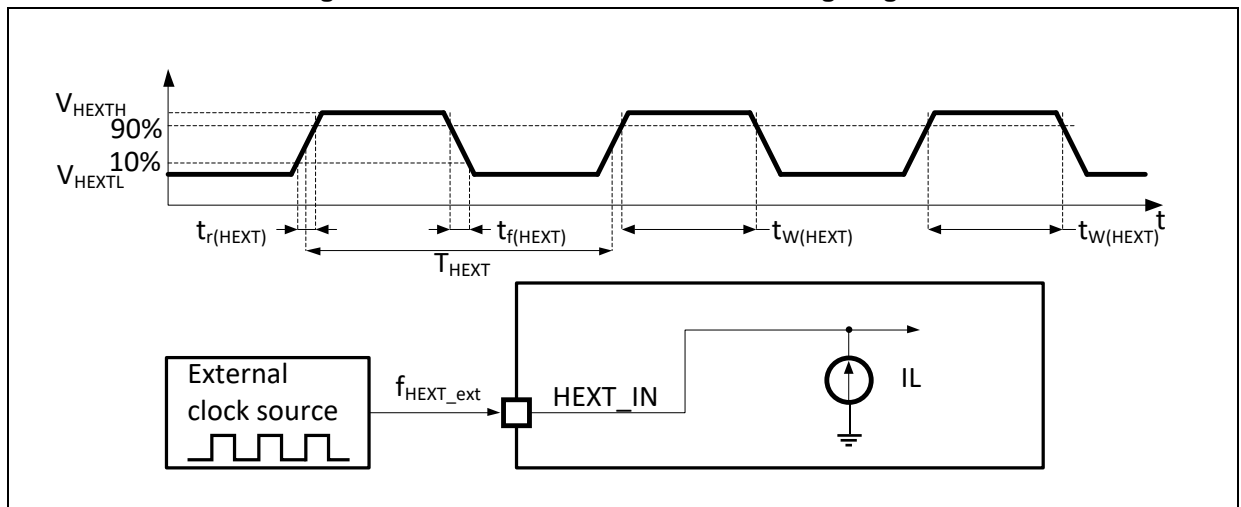 V_HEXTH
90%
10%
V_HEXTL
t
t_r(HEXT)
t_f(HEXT)
t_W(HEXT)
t_W(HEXT)
T_HEXT
External
clock source
f_HEXT_ext
HEXT_IN
IL